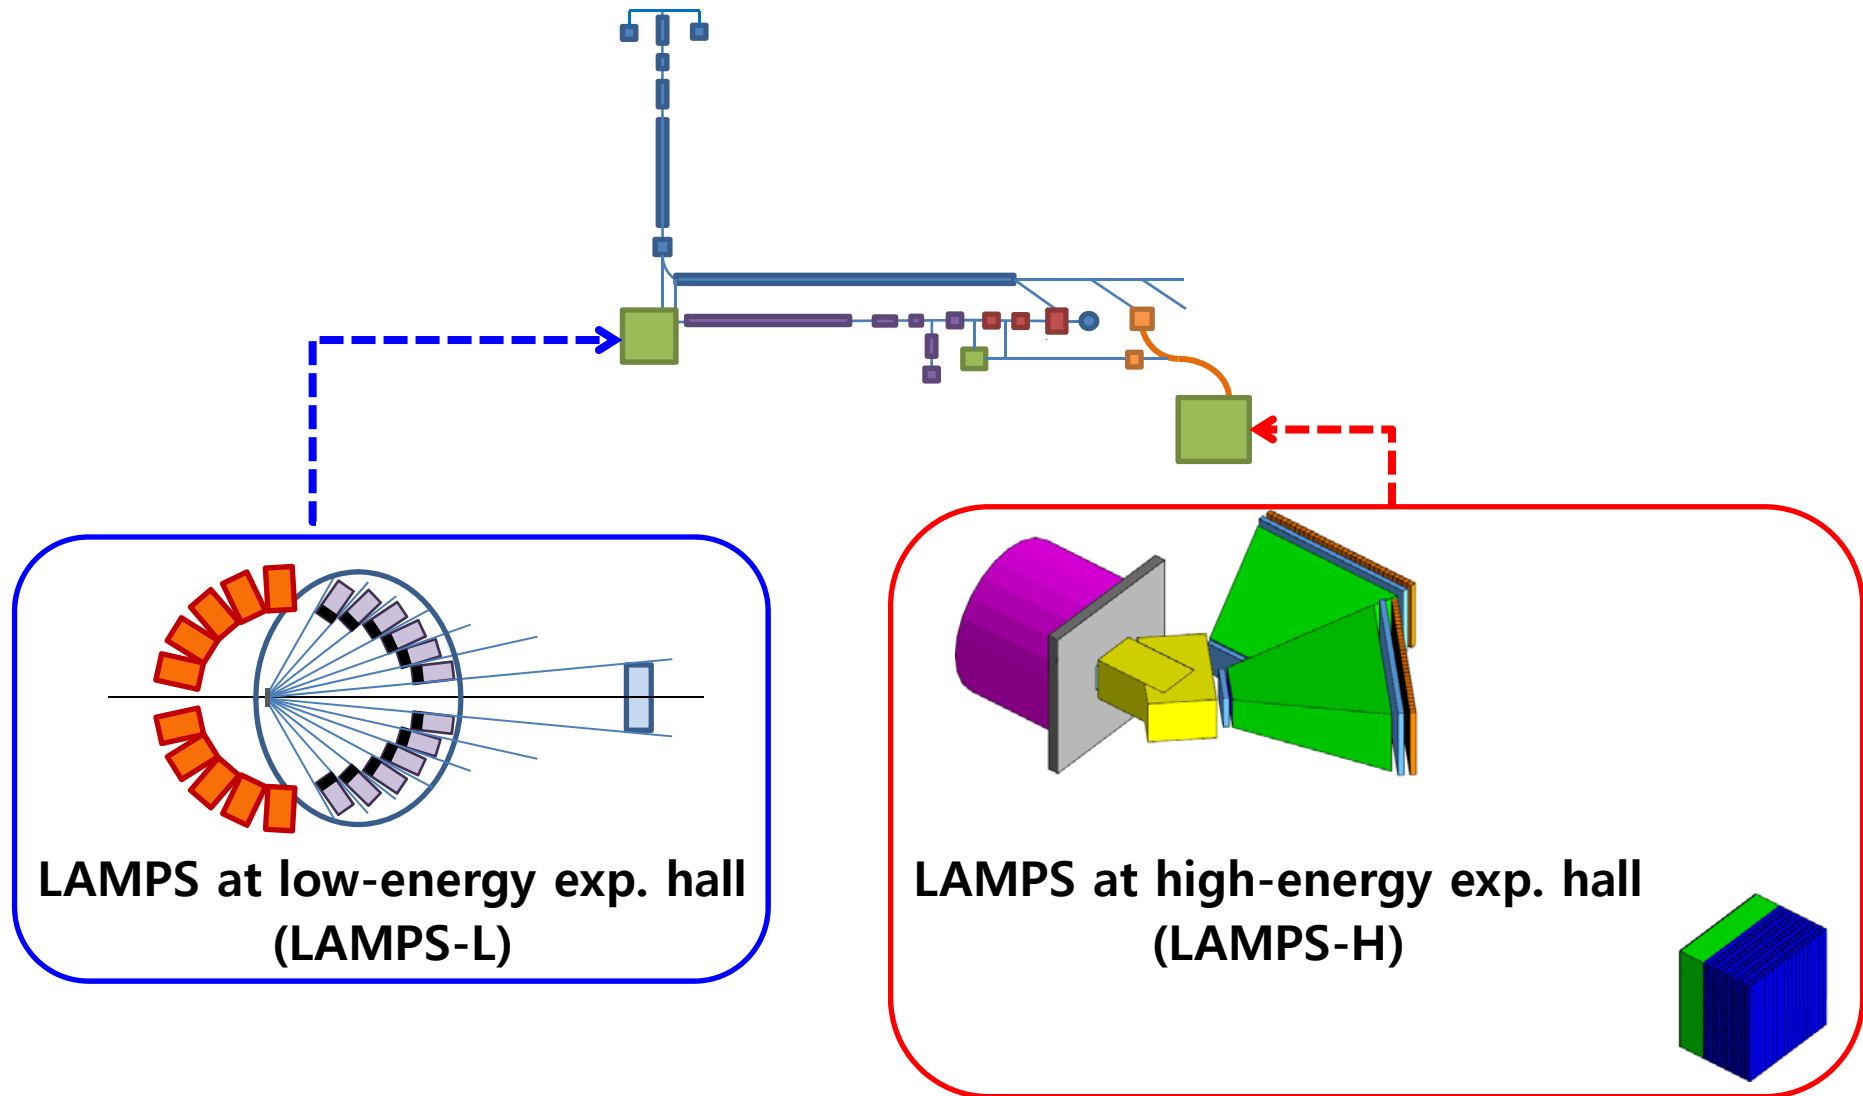 LAMPS at low-energy exp. hall
(LAMPS-L)
LAMPS at high-energy exp. hall
(LAMPS-H)